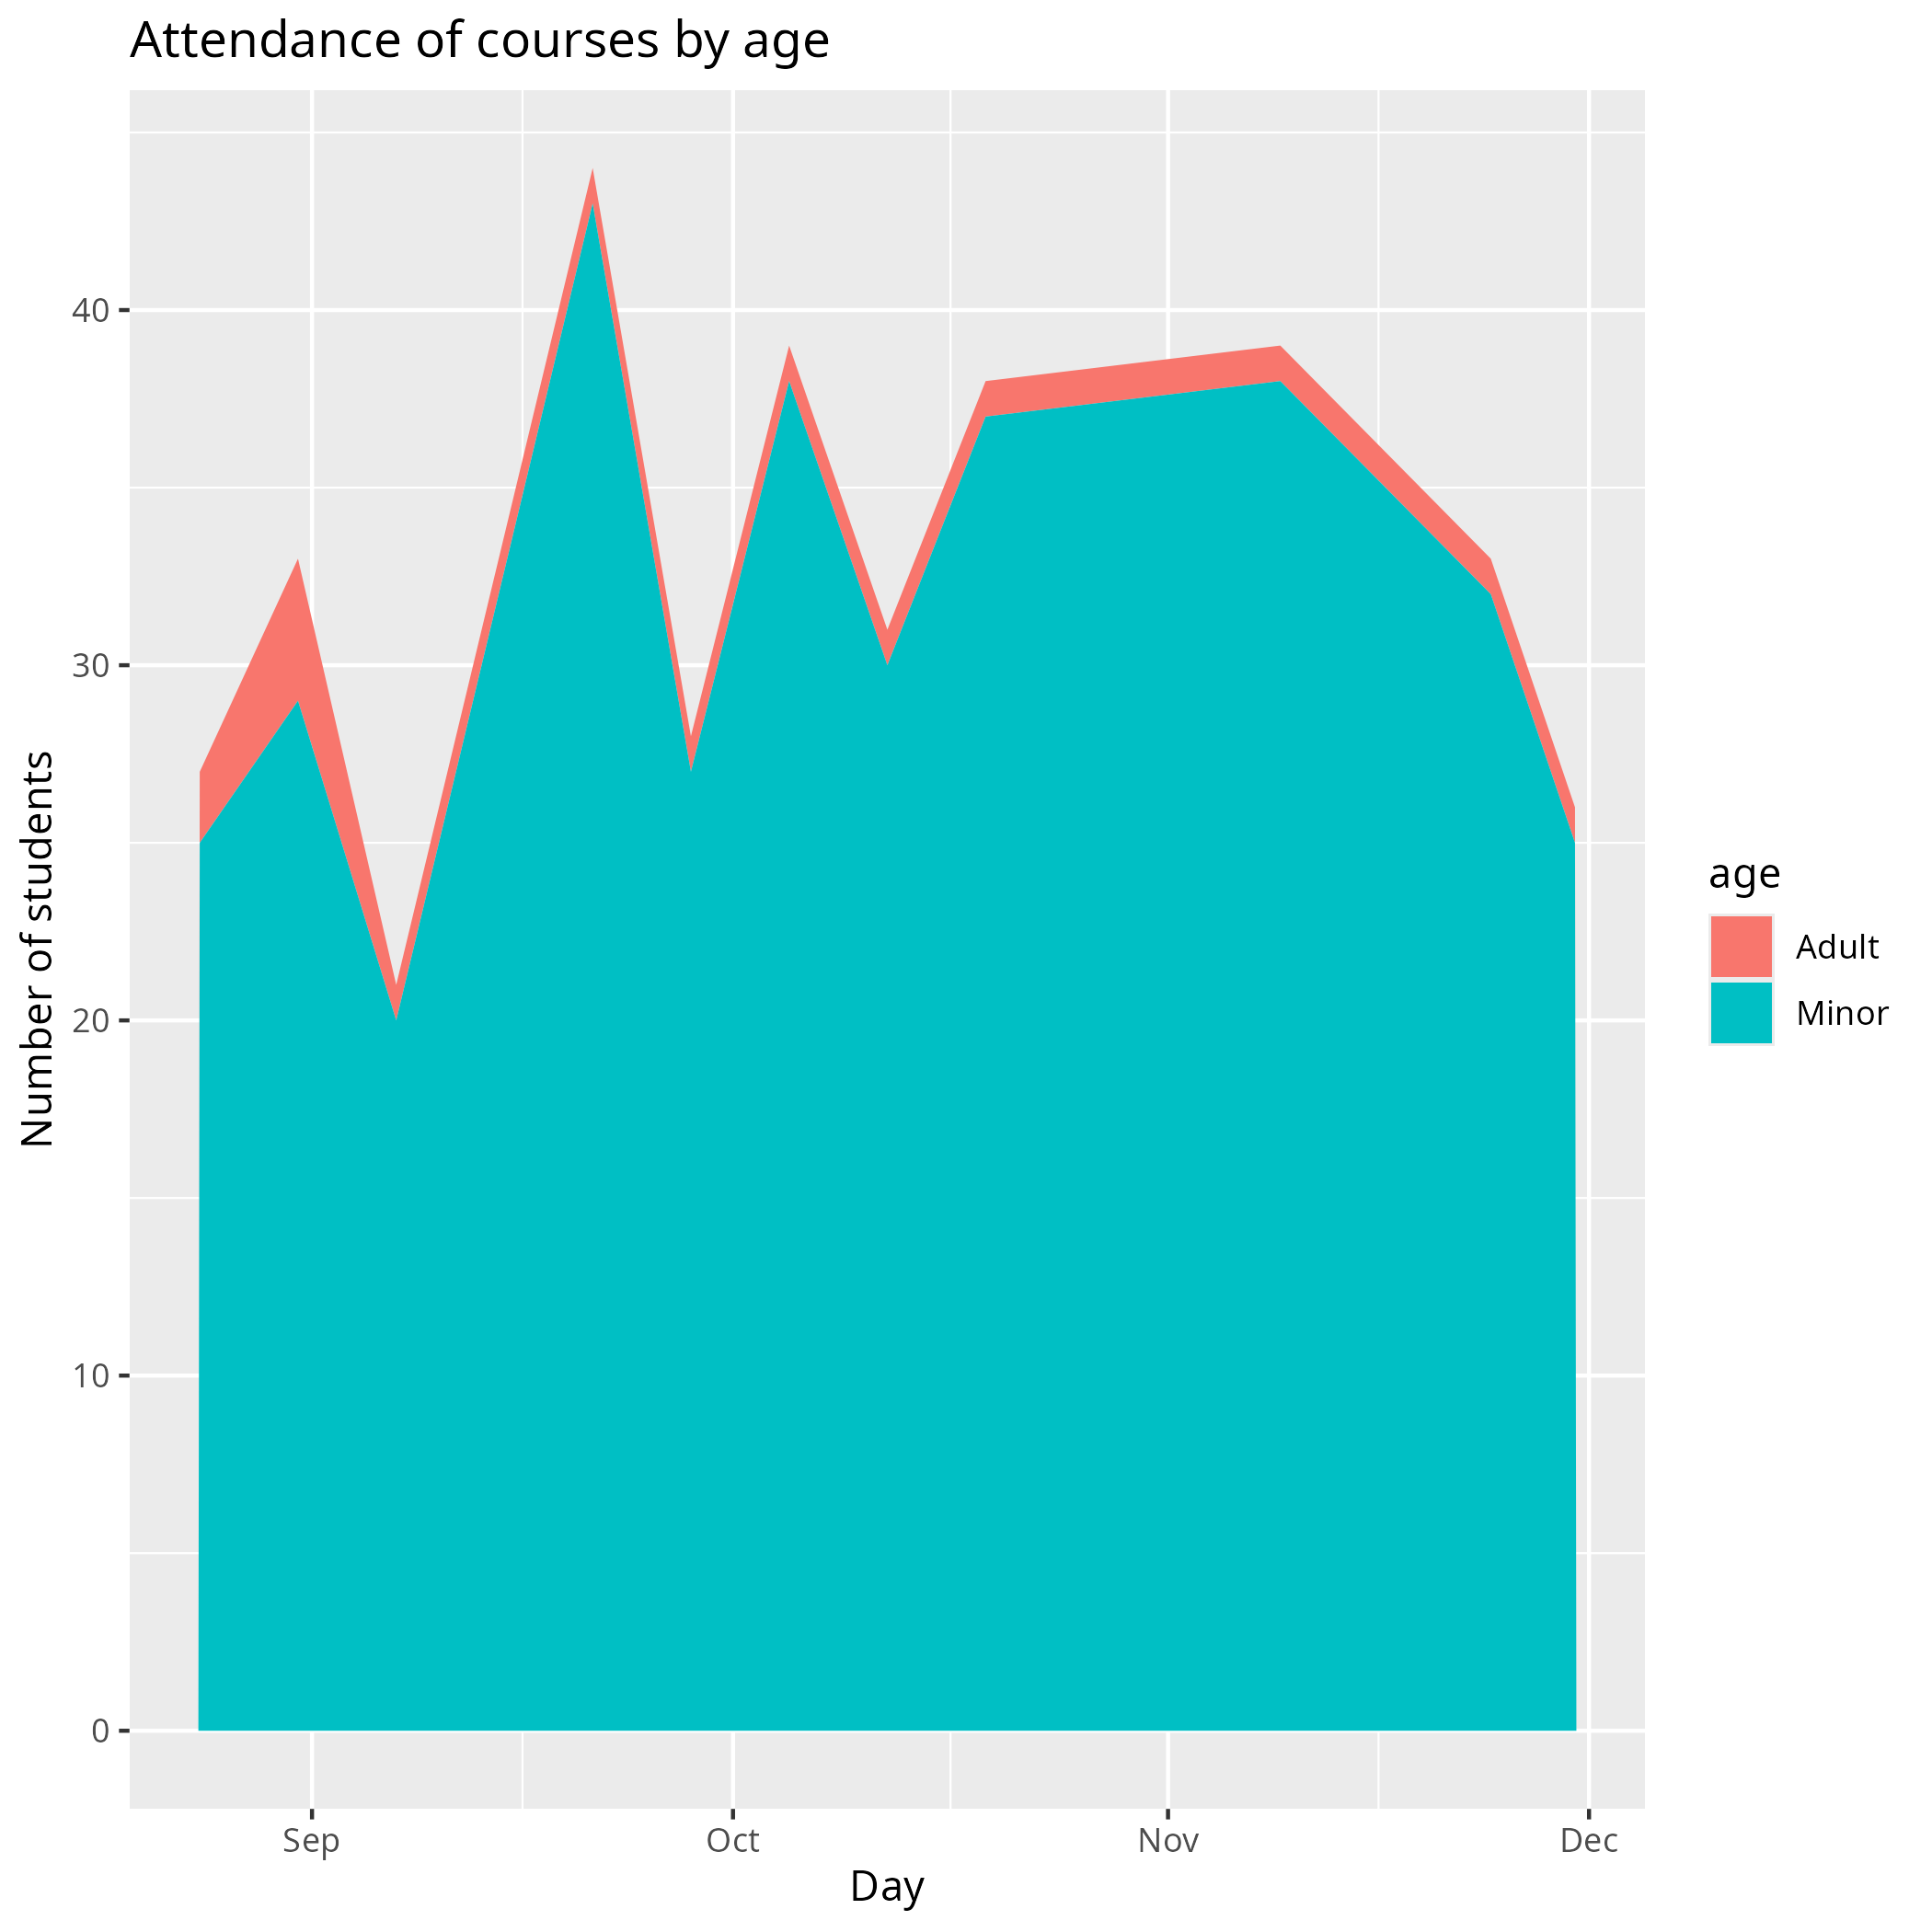 Attendance of courses by age
Number of students
40
30
20
10
0
Sep Oct Nov Dec
Day
age
Adult
Minor